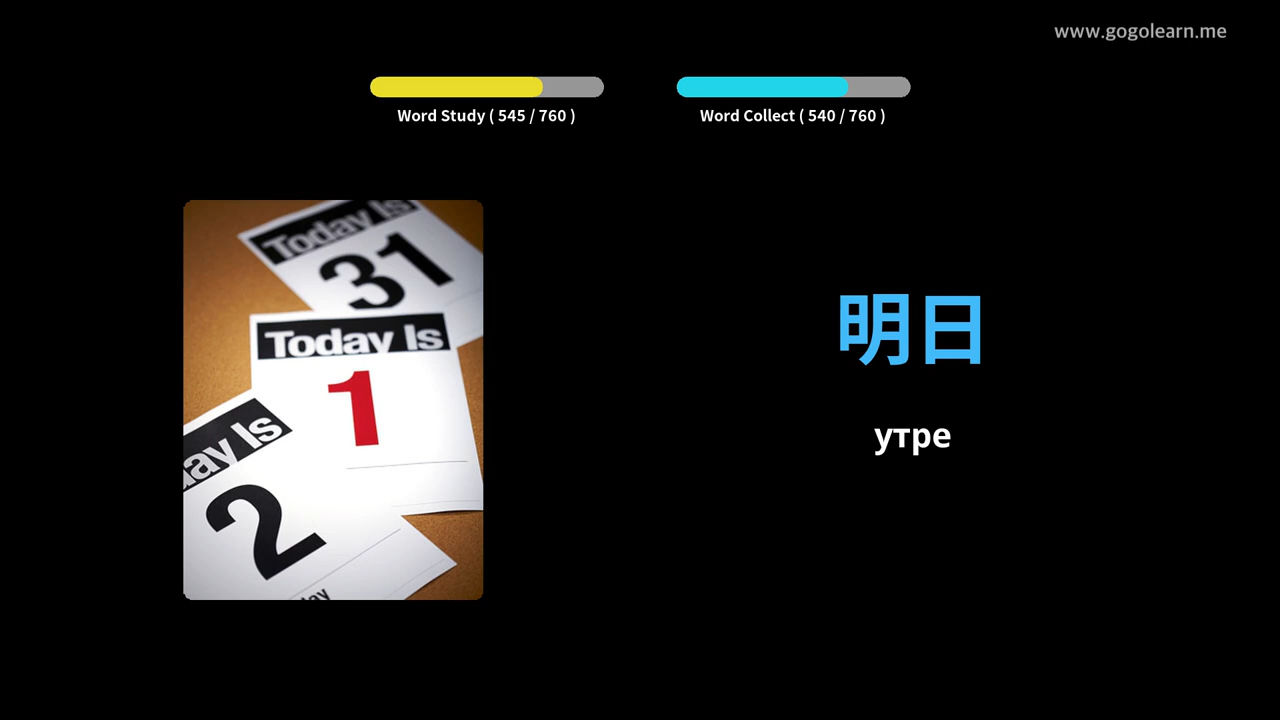 www.gogolearn.me
Word Study ( 545 / 760 )
Word Collect ( 540 / 760 )
Today Is
31
Today Is
1
day Is
2
明日
утре